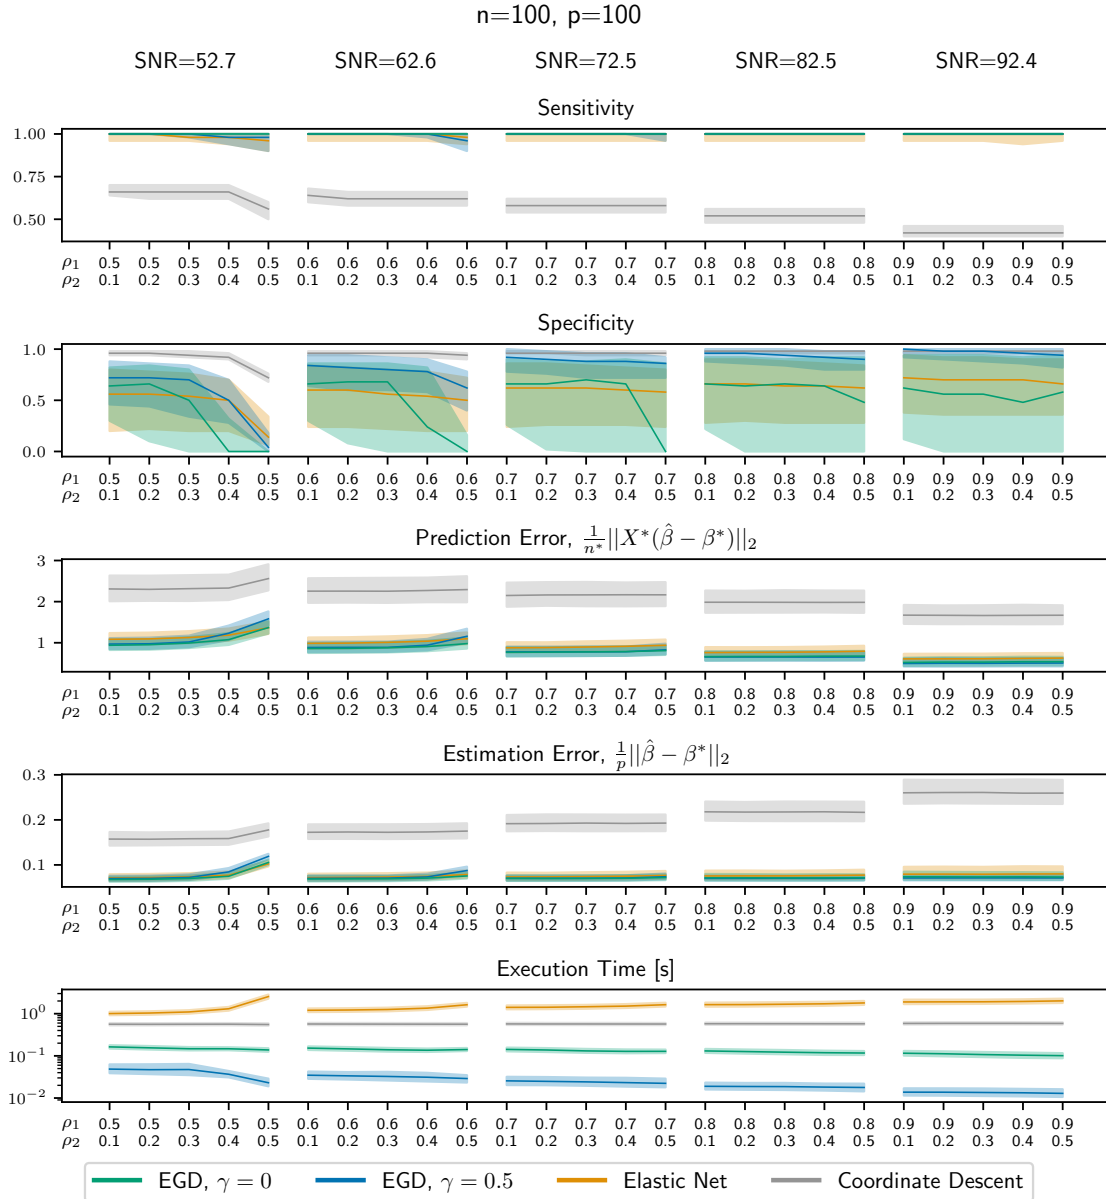 n=100, p=100
SNR=52.7 SNR=62.6 SNR=72.5 SNR=82.5 SNR=92.4
Sensitivity
1.00
0.75
0.50
ρ1 0.5 0.5 0.5 0.5 0.5 0.6 0.6 0.6 0.6 0.6 0.7 0.7 0.7 0.7 0.7 0.8 0.8 0.8 0.8 0.8 0.9 0.9 0.9 0.9 0.9
ρ2 0.1 0.2 0.3 0.4 0.5 0.1 0.2 0.3 0.4 0.5 0.1 0.2 0.3 0.4 0.5 0.1 0.2 0.3 0.4 0.5 0.1 0.2 0.3 0.4 0.5
Specificity
1.0
0.5
0.0
ρ1 0.5 0.5 0.5 0.5 0.5 0.6 0.6 0.6 0.6 0.6 0.7 0.7 0.7 0.7 0.7 0.8 0.8 0.8 0.8 0.8 0.9 0.9 0.9 0.9 0.9
ρ2 0.1 0.2 0.3 0.4 0.5 0.1 0.2 0.3 0.4 0.5 0.1 0.2 0.3 0.4 0.5 0.1 0.2 0.3 0.4 0.5 0.1 0.2 0.3 0.4 0.5
Prediction Error, 1/n* ||X*(β̂ − β*)||2
3
2
1
ρ1 0.5 0.5 0.5 0.5 0.5 0.6 0.6 0.6 0.6 0.6 0.7 0.7 0.7 0.7 0.7 0.8 0.8 0.8 0.8 0.8 0.9 0.9 0.9 0.9 0.9
ρ2 0.1 0.2 0.3 0.4 0.5 0.1 0.2 0.3 0.4 0.5 0.1 0.2 0.3 0.4 0.5 0.1 0.2 0.3 0.4 0.5 0.1 0.2 0.3 0.4 0.5
Estimation Error, 1/p ||β̂ − β*||2
0.3
0.2
0.1
ρ1 0.5 0.5 0.5 0.5 0.5 0.6 0.6 0.6 0.6 0.6 0.7 0.7 0.7 0.7 0.7 0.8 0.8 0.8 0.8 0.8 0.9 0.9 0.9 0.9 0.9
ρ2 0.1 0.2 0.3 0.4 0.5 0.1 0.2 0.3 0.4 0.5 0.1 0.2 0.3 0.4 0.5 0.1 0.2 0.3 0.4 0.5 0.1 0.2 0.3 0.4 0.5
Execution Time [s]
10^0
10^−1
10^−2
ρ1 0.5 0.5 0.5 0.5 0.5 0.6 0.6 0.6 0.6 0.6 0.7 0.7 0.7 0.7 0.7 0.8 0.8 0.8 0.8 0.8 0.9 0.9 0.9 0.9 0.9
ρ2 0.1 0.2 0.3 0.4 0.5 0.1 0.2 0.3 0.4 0.5 0.1 0.2 0.3 0.4 0.5 0.1 0.2 0.3 0.4 0.5 0.1 0.2 0.3 0.4 0.5
EGD, γ = 0 EGD, γ = 0.5 Elastic Net Coordinate Descent